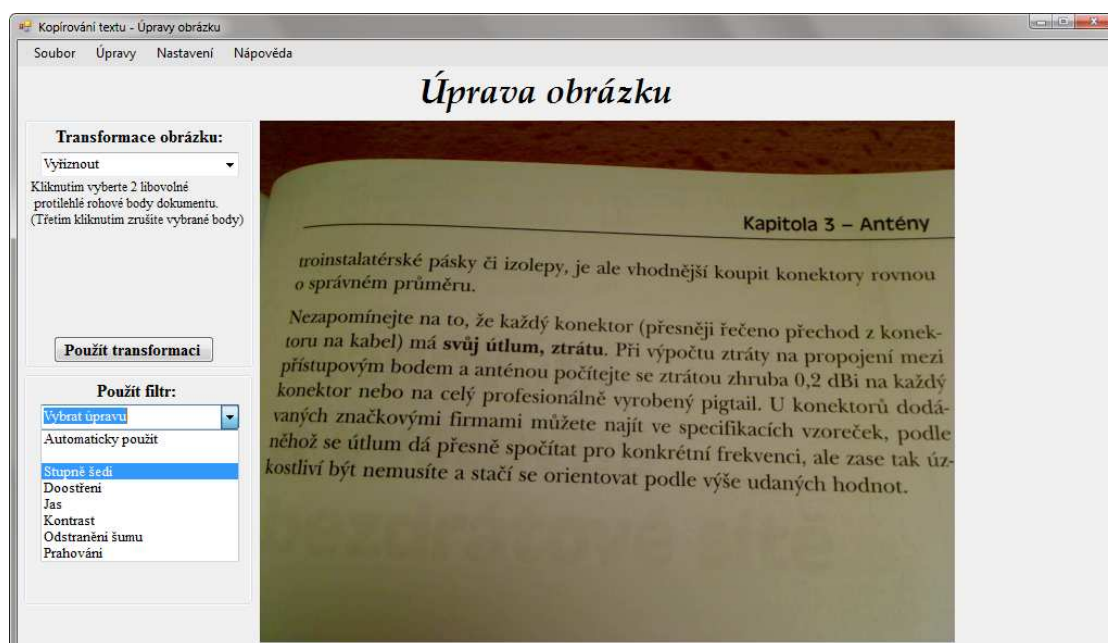 Kopírování textu - Úpravy obrázku
Soubor Úpravy Nastavení Nápověda
Úprava obrázku
Transformace obrázku:
Vyříznout
Kliknutim vyberte 2 libovolné
protilehlé rohové body dokumentu.
(Třetim kliknutim zrušíte vybrané body)
Použít transformaci
Použít filtr:
Vybrat úpravu
Automaticky použit
Stupně šedi
Doostření
Jas
Kontrast
Odstranění šumu
Prahováni
Kapitola 3 – Antény
troinstalatérské pásky či izolepy, je ale vhodnější koupit konektory rovnou
o správném průměru.
Nezapomínejte na to, že každý konektor (přesněji řečeno přechod z konek-
toru na kabel) má svůj útlum, ztrátu. Při výpočtu ztráty na propojení mezi
přístupovým bodem a anténou počítejte se ztrátou zhruba 0,2 dBi na každý
konektor nebo na celý profesionálně vyrobený pigtail. U konektorů dodá-
vaných značkovými firmami můžete najít ve specifikacích vzoreček, podle
něhož se útlum dá přesně spočítat pro konkrétní frekvenci, ale zase tak úz-
kostliví být nemusíte a stačí se orientovat podle výše udaných hodnot.